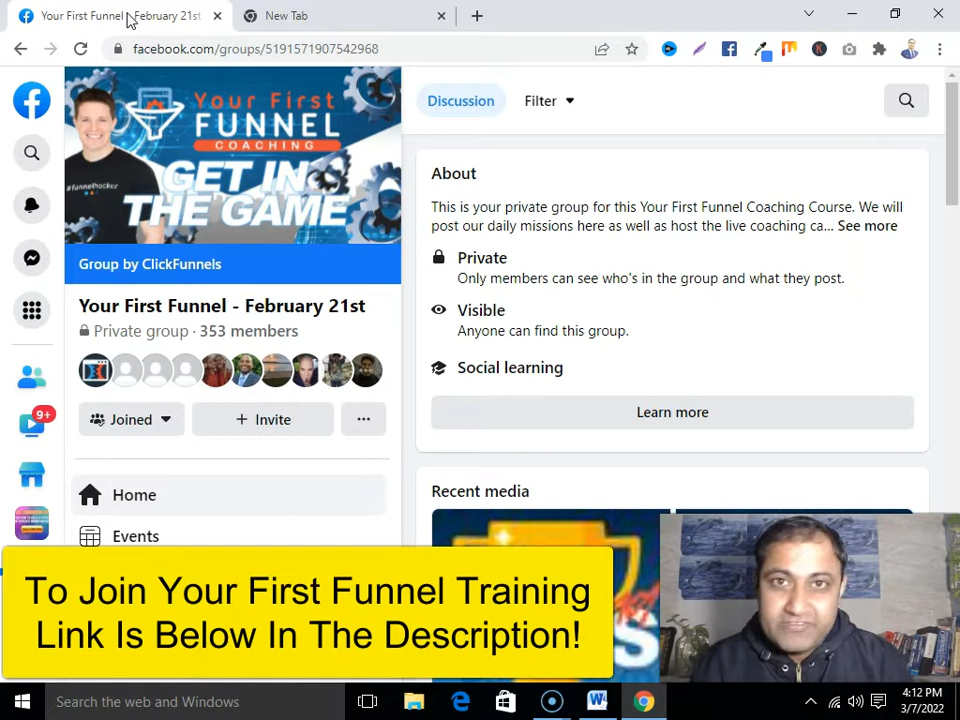 Your First Funnel - February 21st
New Tab
facebook.com/groups/5191571907542968
Your First
FUNNEL
COACHING
GET IN
THE GAME
#funnelhacker
Group by ClickFunnels
Your First Funnel - February 21st
Private group · 353 members
Joined
+ Invite
Home
Events
9+
Discussion
Filter
About
This is your private group for this Your First Funnel Coaching Course. We will
post our daily missions here as well as host the live coaching ca... See more
Private
Only members can see who's in the group and what they post.
Visible
Anyone can find this group.
Social learning
Learn more
Recent media
To Join Your First Funnel Training
Link Is Below In The Description!
Search the web and Windows
4:12 PM
3/7/2022